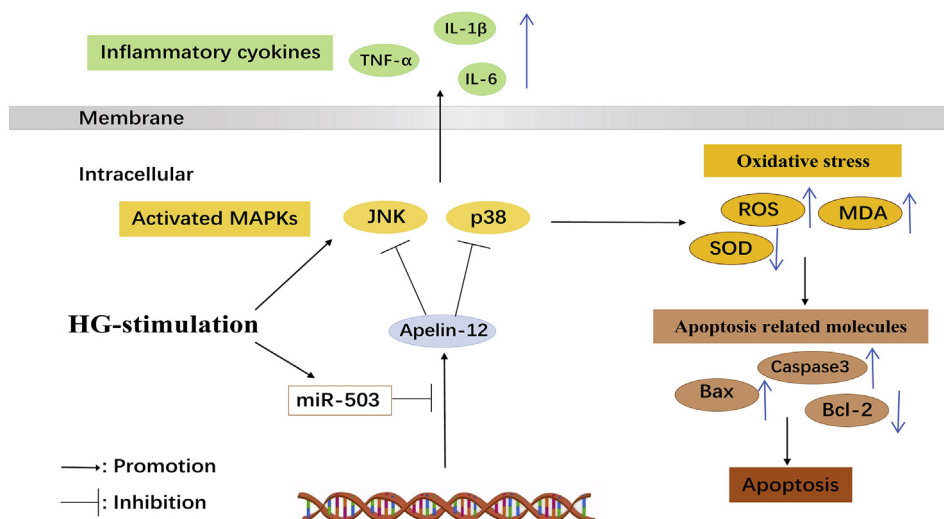 IL-1β
Inflammatory cyokines
TNF-α
IL-6
Membrane
Intracellular
Oxidative stress
Activated MAPKs
JNK
p38
ROS
MDA
SOD
HG-stimulation
Apelin-12
Apoptosis related molecules
Caspase3
miR-503
Bax
Bcl-2
: Promotion
: Inhibition
Apoptosis